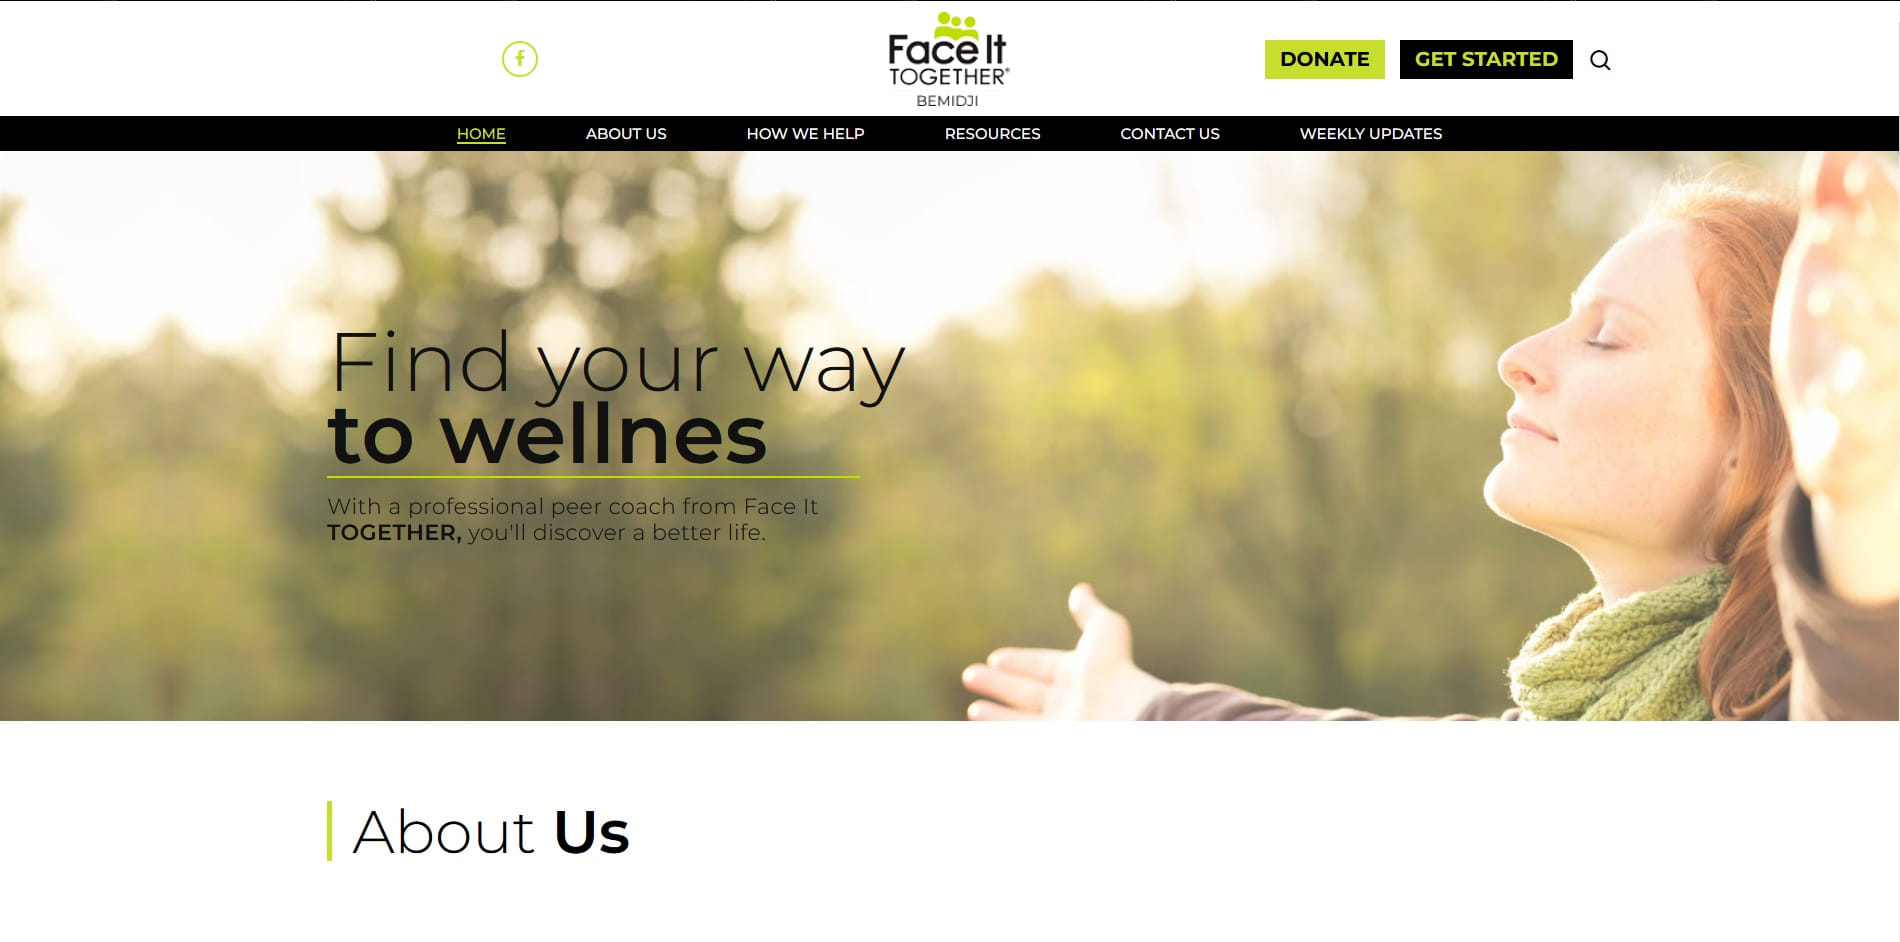 Face It
TOGETHER®
BEMIDJI
DONATE
GET STARTED
HOME
ABOUT US
HOW WE HELP
RESOURCES
CONTACT US
WEEKLY UPDATES
Find your way
to wellnes
With a professional peer coach from Face It
TOGETHER, you'll discover a better life.
About Us